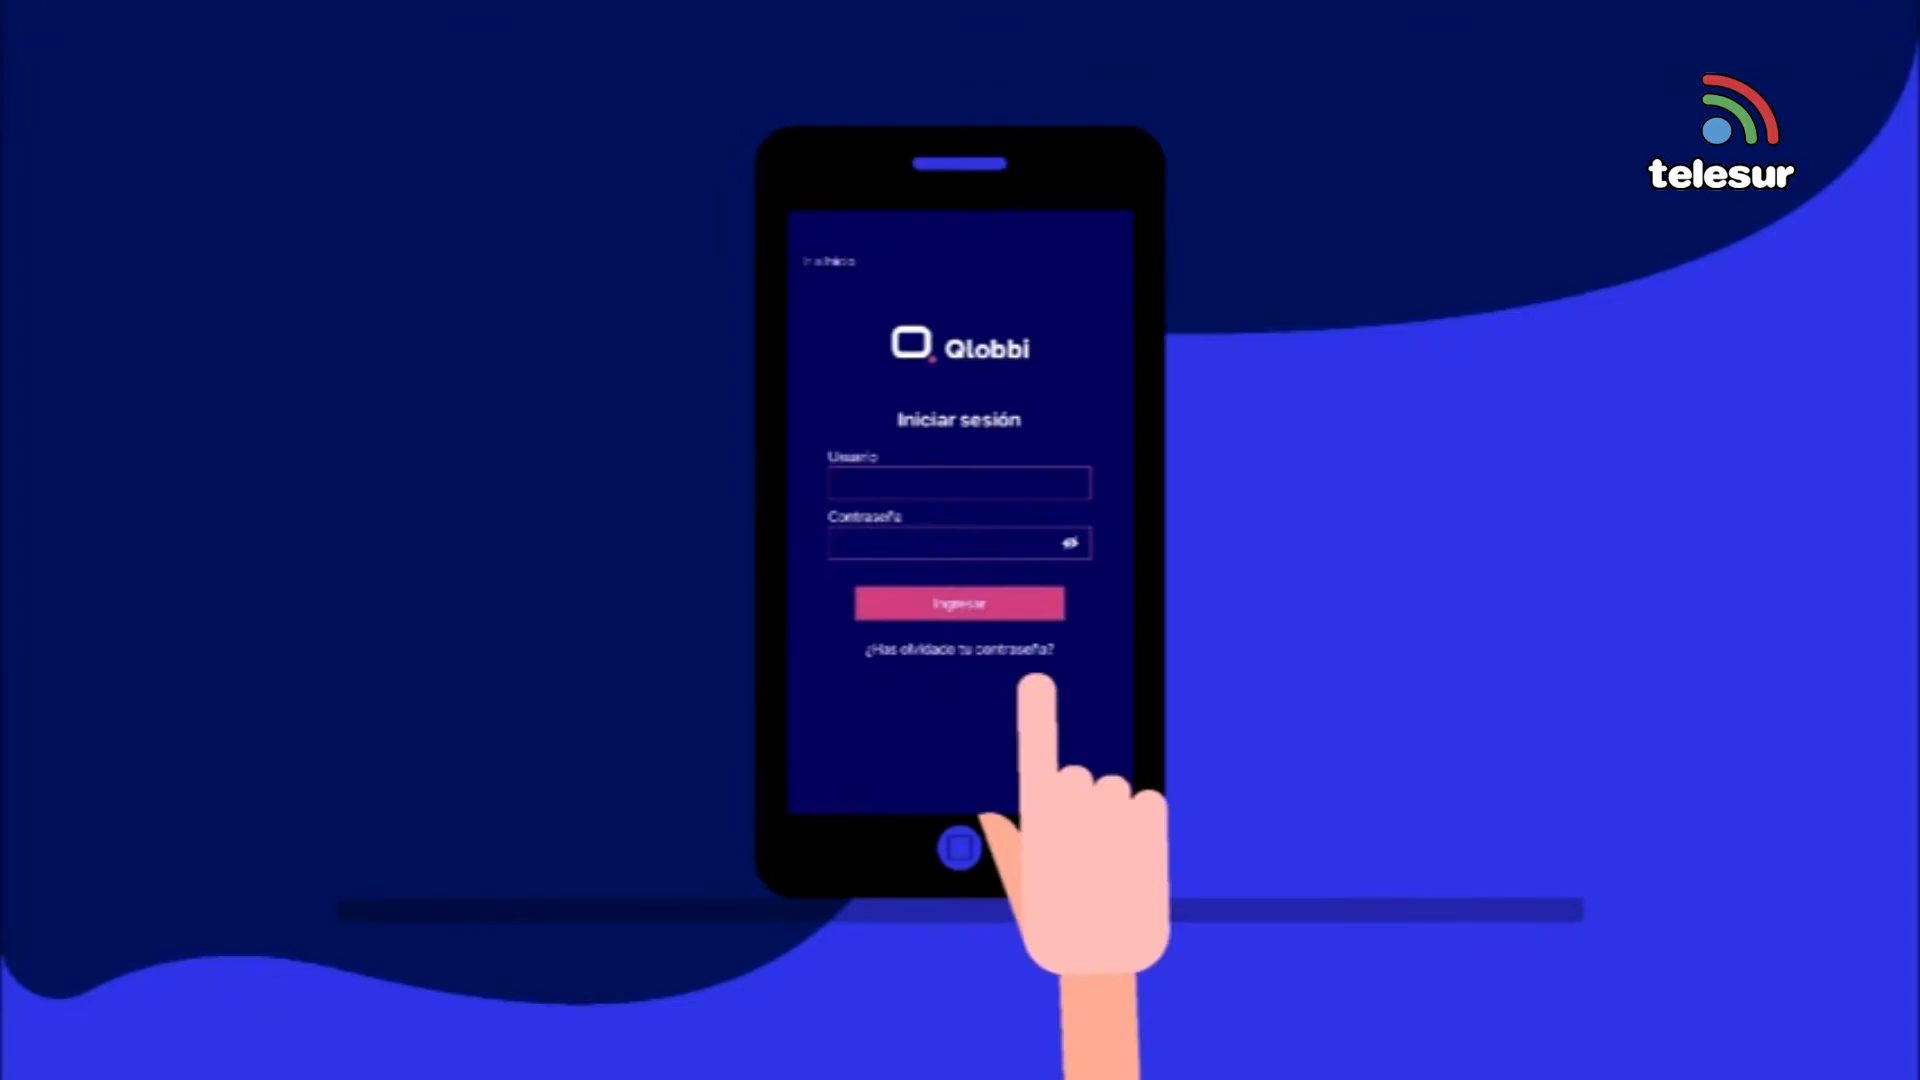 telesur
Ir a Inicio
Qlobbi
Iniciar sesión
Usuario
Contraseña
Ingresar
¿Has olvidado tu contraseña?